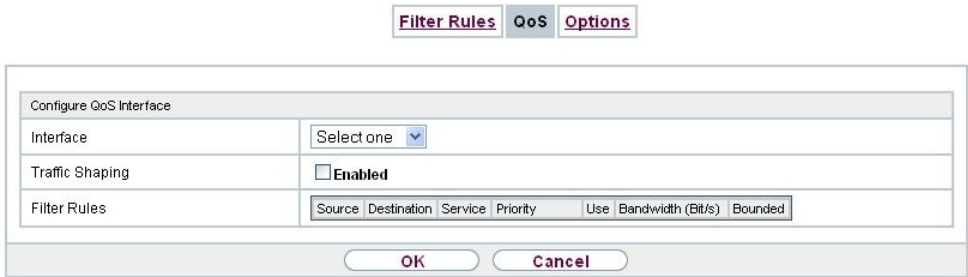 Filter Rules QoS Options
Configure QoS Interface
Interface Select one
Traffic Shaping Enabled
Filter Rules Source Destination Service Priority Use Bandwidth (Bit/s) Bounded
OK Cancel